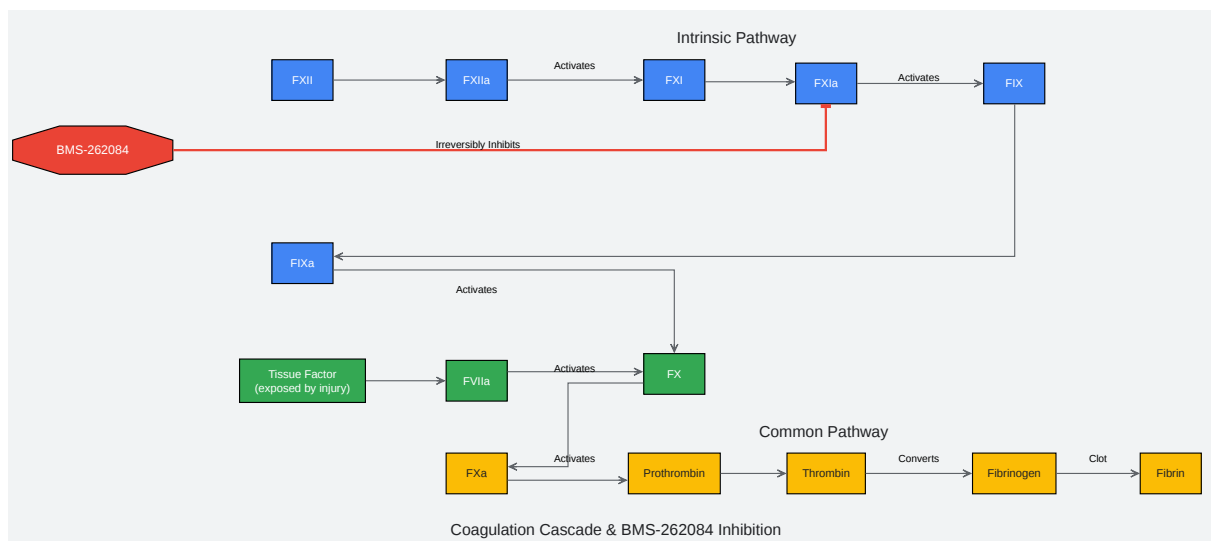 Intrinsic Pathway
FXII
FXIIa
Activates
FXI
FXIa
Activates
FIX
BMS-262084
Irreversibly Inhibits
FIXa
Activates
Tissue Factor
(exposed by injury)
FVIIa
Activates
FX
Common Pathway
FXa
Activates
Prothrombin
Thrombin
Converts
Fibrinogen
Clot
Fibrin
Coagulation Cascade & BMS-262084 Inhibition